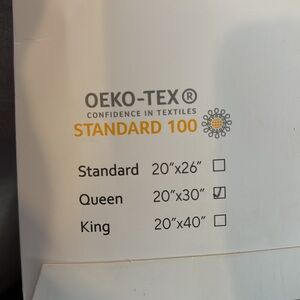 OEKO-TEX®
CONFIDENCE IN TEXTILES
STANDARD 100
Standard 20"x26" ☐
Queen 20"x30" ☑
King 20"x40" ☐